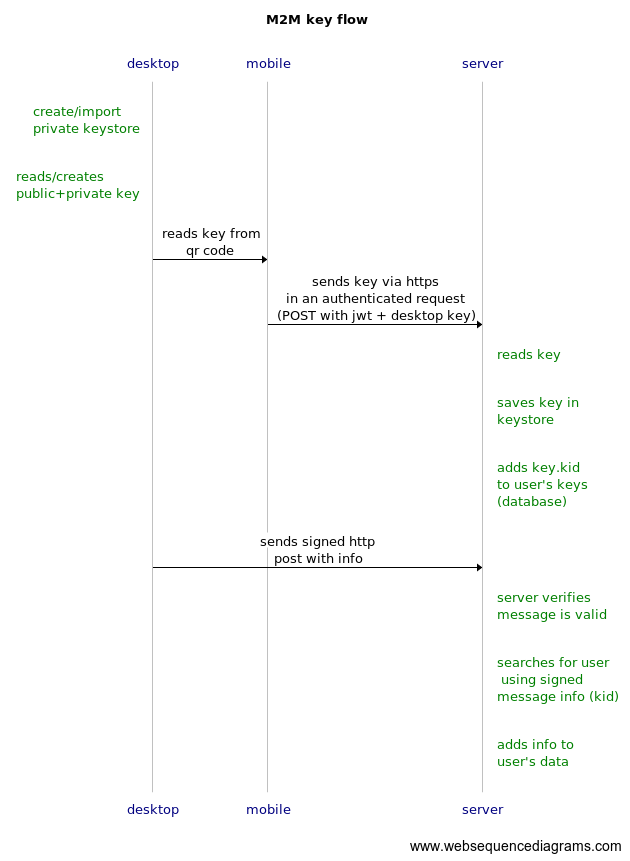 M2M key flow
desktop
mobile
server
create/import
private keystore
reads/creates
public+private key
reads key from
qr code
sends key via https
in an authenticated request
(POST with jwt + desktop key)
reads key
saves key in
keystore
adds key.kid
to user's keys
(database)
sends signed http
post with info
server verifies
message is valid
searches for user
using signed
message info (kid)
adds info to
user's data
desktop
mobile
server
www.websequencediagrams.com